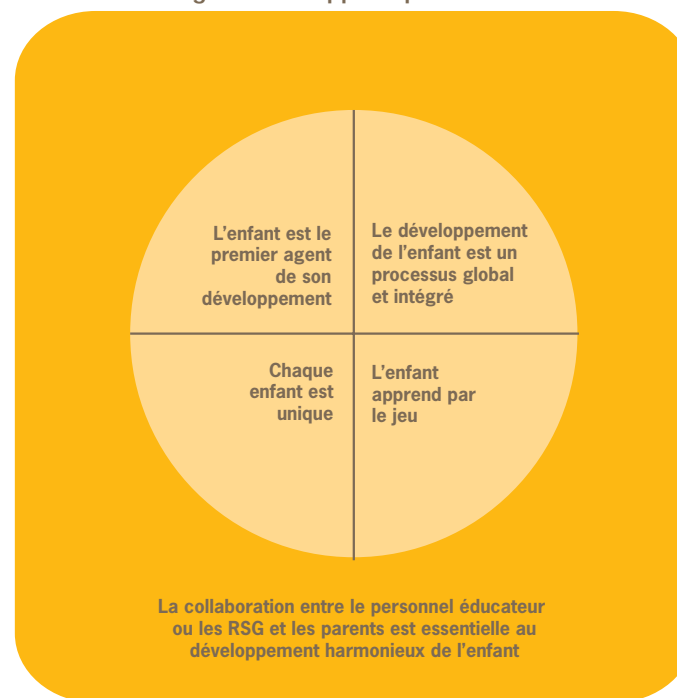 L'enfant est le
premier agent
de son
développement
Le développement
de l'enfant est un
processus global
et intégré
Chaque
enfant est
unique
L'enfant
apprend par
le jeu
La collaboration entre le personnel éducateur
ou les RSG et les parents est essentielle au
développement harmonieux de l'enfant